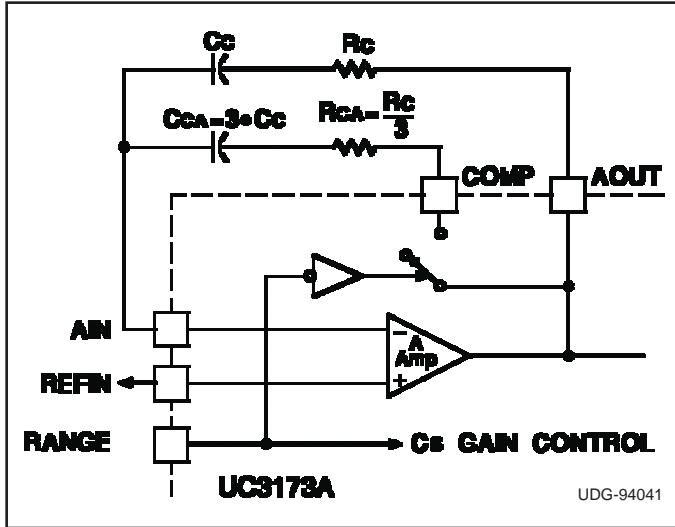 Cc
Rc
CCA=3•Cc
RCA=Rc/3
COMP
AOUT
AIN
−
A
Amp
+
REFIN
RANGE
Cs GAIN CONTROL
UC3173A
UDG-94041